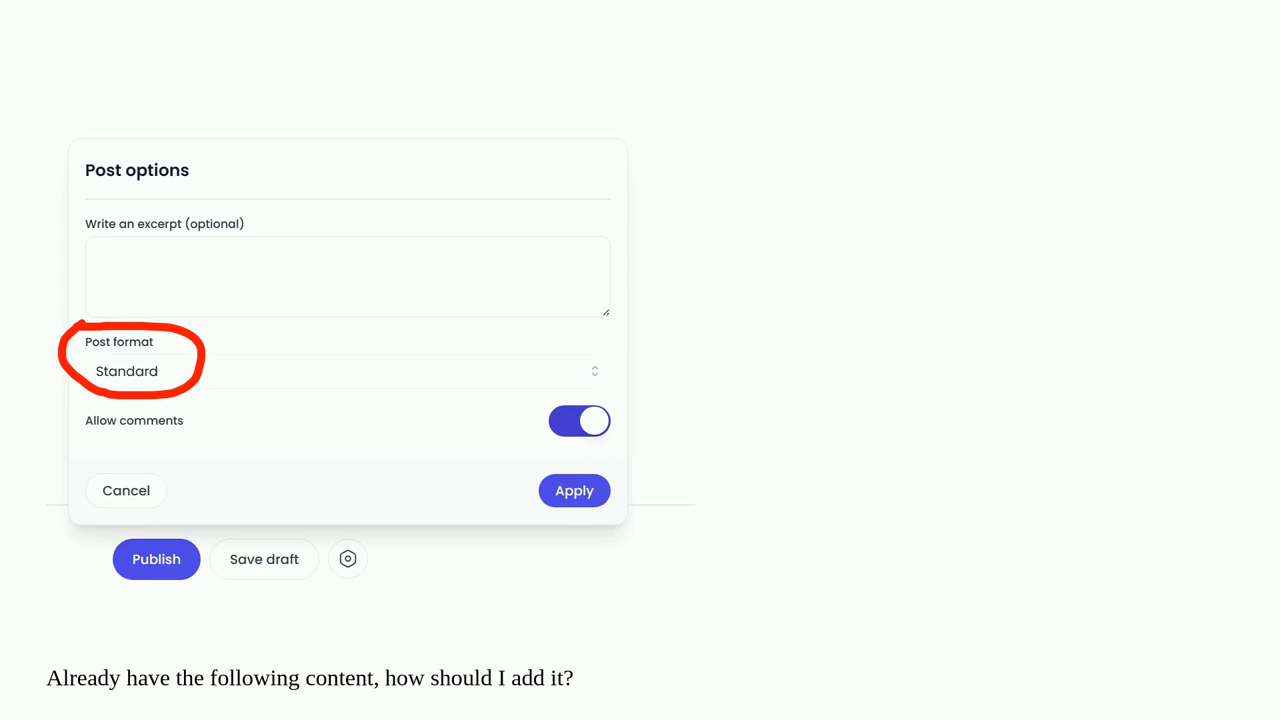 Post options
Write an excerpt (optional)
Post format
Standard
Allow comments
Cancel
Apply
Publish
Save draft
Already have the following content, how should I add it?